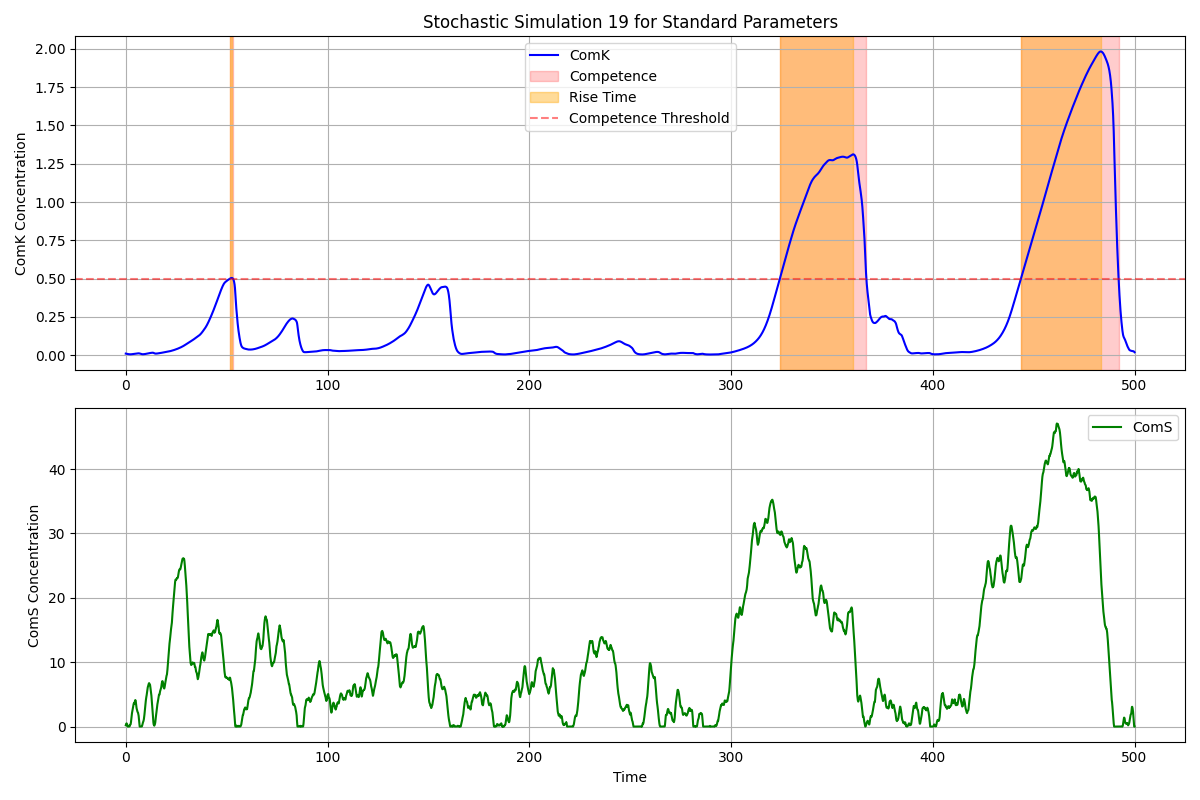 Stochastic Simulation 19 for Standard Parameters
ComK Concentration
2.00
1.75
1.50
1.25
1.00
0.75
0.50
0.25
0.00
ComK
Competence
Rise Time
Competence Threshold
0 100 200 300 400 500
ComS Concentration
40
30
20
10
0
ComS
0 100 200 300 400 500
Time